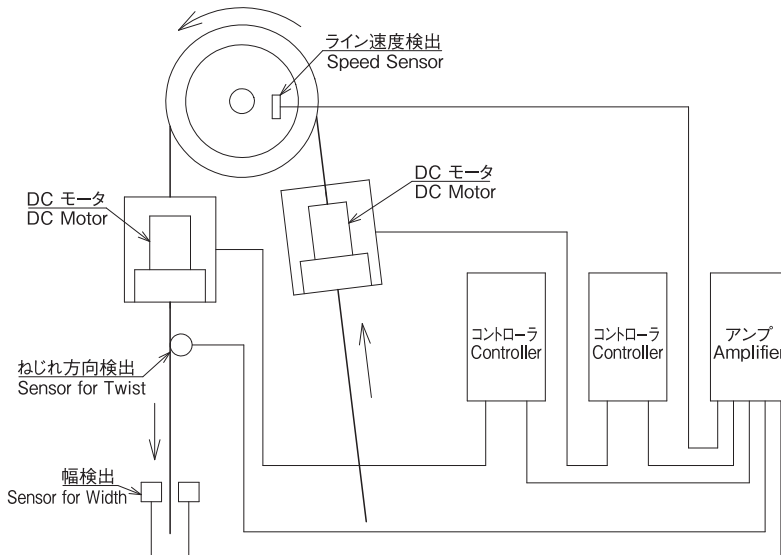 ライン速度検出
Speed Sensor
DC モータ
DC Motor
DC モータ
DC Motor
コントローラ
Controller
コントローラ
Controller
アンプ
Amplifier
ねじれ方向検出
Sensor for Twist
幅検出
Sensor for Width